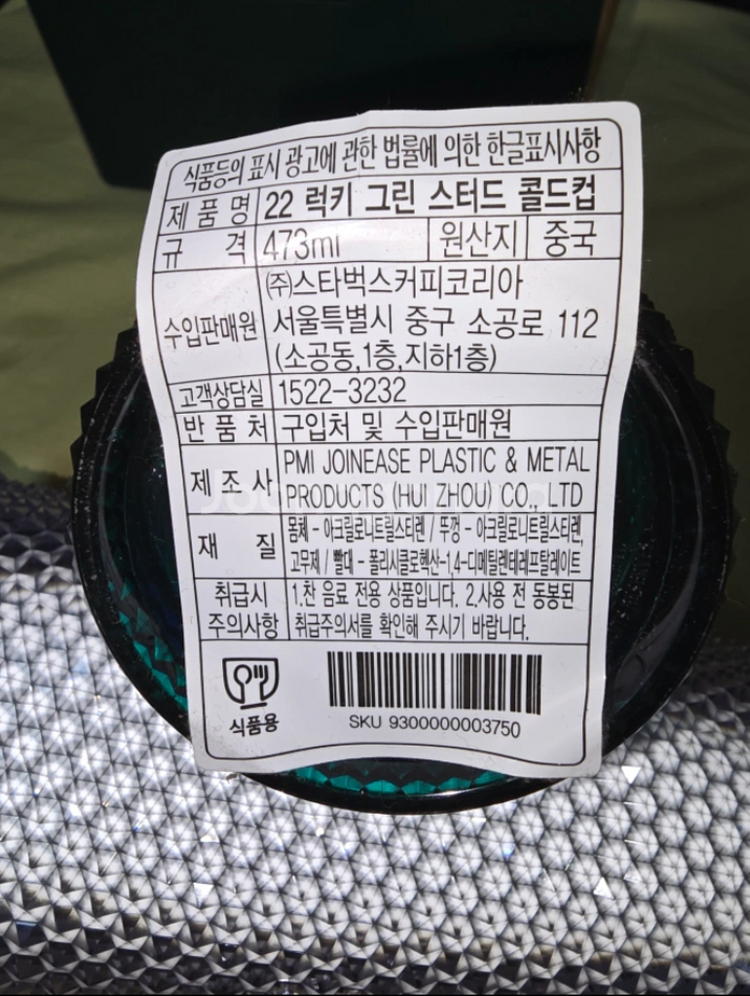 식품등의 표시 광고에 관한 법률에 의한 한글표시사항
제 품 명 22 럭키 그린 스터드 콜드컵
규 격 473ml 원산지 중국
수입판매원 (주)스타벅스커피코리아
서울특별시 중구 소공로 112
(소공동,1층,지하1층)
고객상담실 1522-3232
반 품 처 구입처 및 수입판매원
제 조 사 PMI JOINEASE PLASTIC & METAL
PRODUCTS (HUI ZHOU) CO., LTD
재 질 몸체 - 아크릴로니트릴스티렌 / 뚜껑 - 아크릴로니트릴스티렌,
고무제 / 빨대 - 폴리시클로헥산-1,4-디메틸렌테레프탈레이트
취급시 주의사항 1.찬 음료 전용 상품입니다. 2.사용 전 동봉된
취급주의서를 확인해 주시기 바랍니다.
식품용
SKU 9300000003750